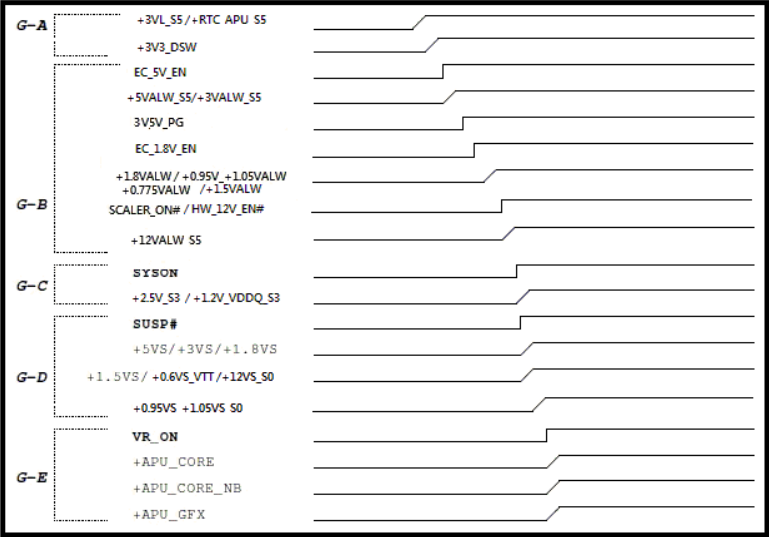 G-A
+3VL_S5/+RTC APU S5
+3V3_DSW
G-B
EC_5V_EN
+5VALW_S5/+3VALW_S5
3V5V_PG
EC_1.8V_EN
+1.8VALW/ +0.95V_+1.05VALW
+0.775VALW /+1.5VALW
SCALER_ON# / HW_12V_EN#
+12VALW S5
G-C
SYSON
+2.5V_S3 /+1.2V_VDDQ_S3
G-D
SUSP#
+5VS/+3VS/+1.8VS
+1.5VS/ +0.6VS_VTT/+12VS_S0
+0.95VS +1.05VS S0
G-E
VR_ON
+APU_CORE
+APU_CORE_NB
+APU_GFX